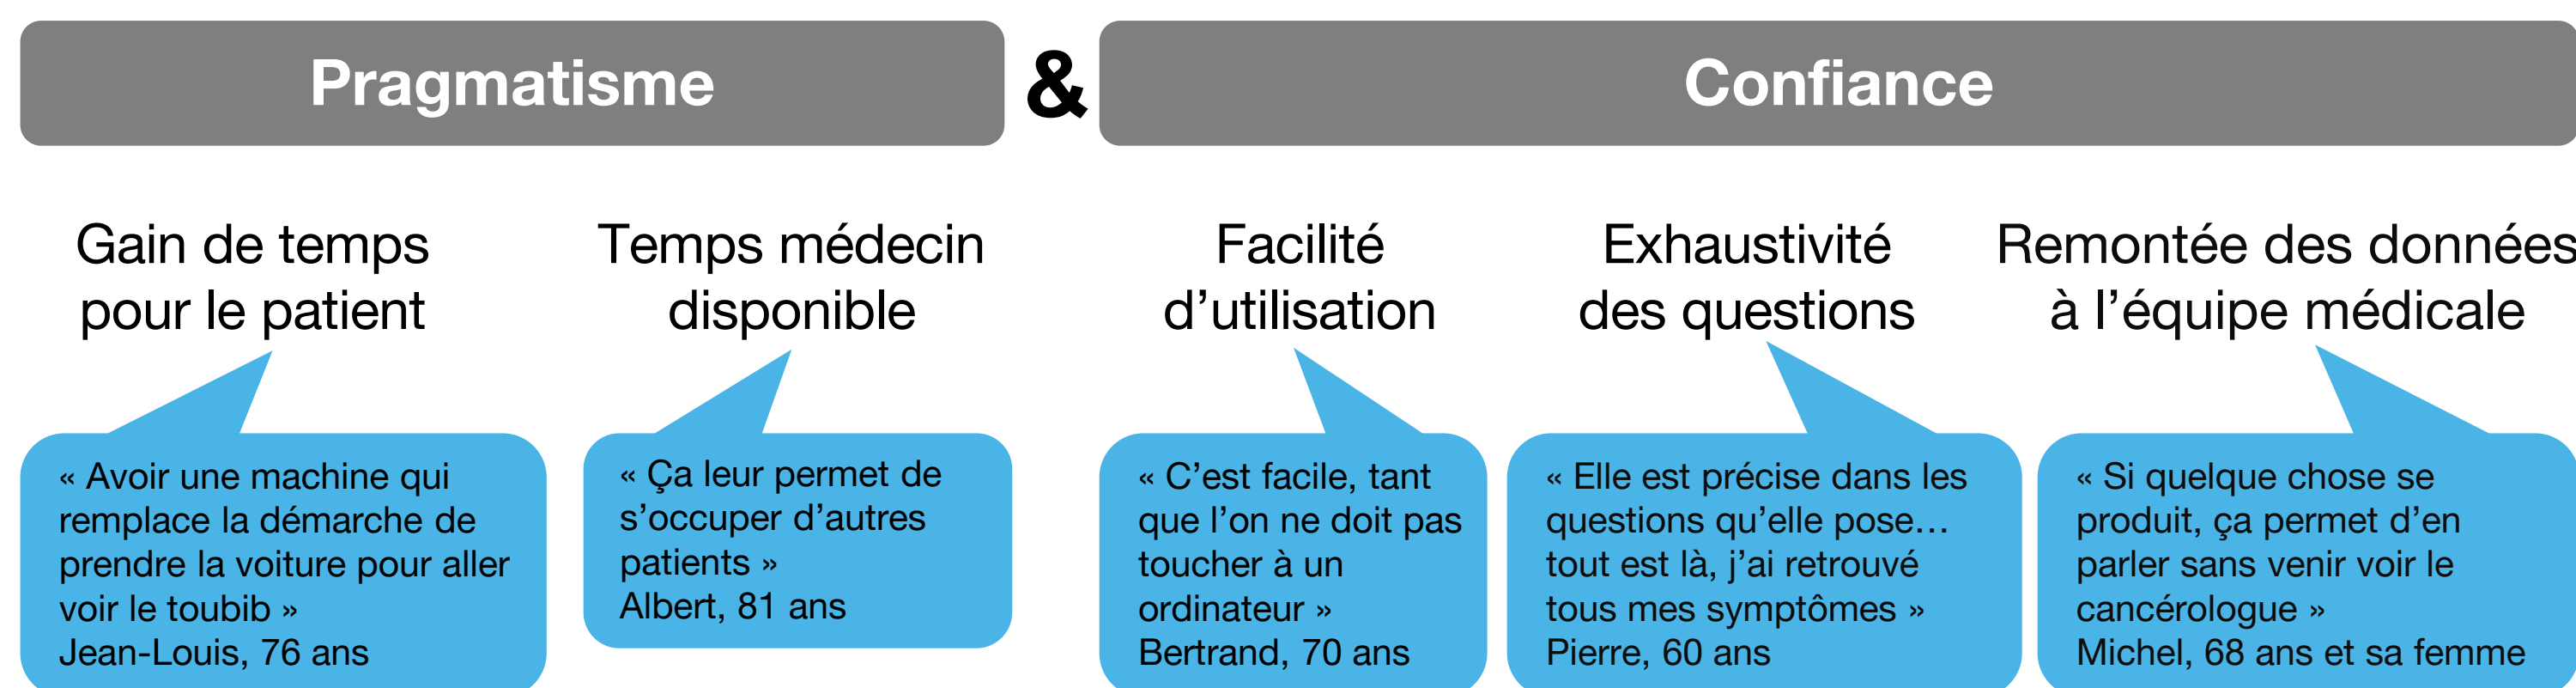 Pragmatisme
&
Confiance
Gain de temps
pour le patient
Temps médecin
disponible
Facilité
d’utilisation
Exhaustivité
des questions
Remontée des données
à l’équipe médicale
« Avoir une machine qui
remplace la démarche de
prendre la voiture pour aller
voir le toubib »
Jean-Louis, 76 ans
« Ça leur permet de
s’occuper d’autres
patients »
Albert, 81 ans
« C’est facile, tant
que l’on ne doit pas
toucher à un
ordinateur »
Bertrand, 70 ans
« Elle est précise dans les
questions qu’elle pose…
tout est là, j’ai retrouvé
tous mes symptômes »
Pierre, 60 ans
« Si quelque chose se
produit, ça permet d’en
parler sans venir voir le
cancérologue »
Michel, 68 ans et sa femme